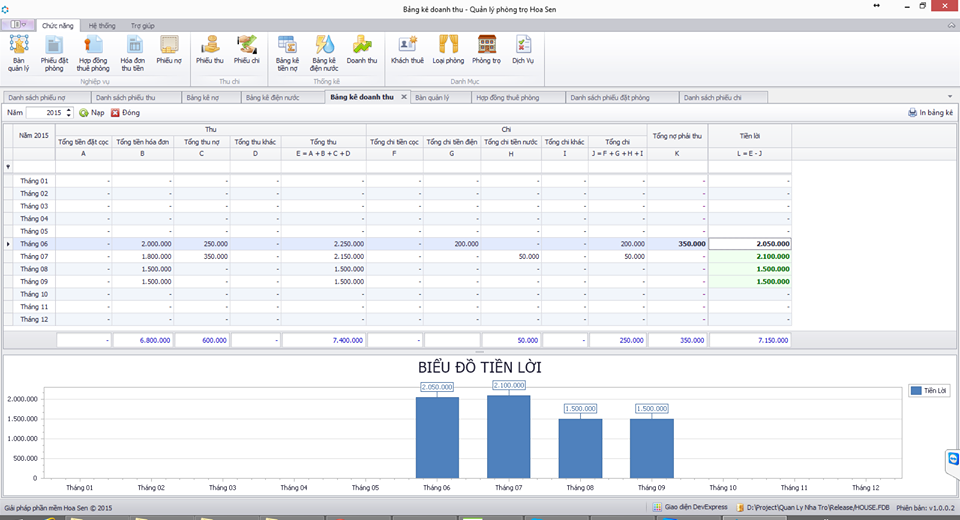 Bảng kê doanh thu - Quản lý phòng trọ Hoa Sen
Chức năng Hệ thống Trợ giúp
Bàn quản lý Phiếu đặt phòng Hợp đồng thuê phòng Hóa đơn thu tiền Phiếu nợ Phiếu thu Phiếu chi Bảng kê tiền nợ Bảng kê điện nước Doanh thu Khách thuê Loại phòng Phòng trọ Dịch Vụ
Nghiệp vụ Thu chi Thống kê Danh Mục
Danh sách phiếu nợ Danh sách phiếu thu Bảng kê nợ Bảng kê điện nước Bảng kê doanh thu Bàn quản lý Hợp đồng thuê phòng Danh sách phiếu đặt phòng Danh sách phiếu chi
Năm 2015 Nạp Đóng In bảng kê
Năm 2015 Thu Chi Tổng nợ phải thu Tiền lời
Tổng tiền đặt cọc Tổng tiền hóa đơn Tổng thu nợ Tổng thu khác Tổng thu Tổng chi tiền cọc Tổng chi tiền điện Tổng chi tiền nước Tổng chi khác Tổng chi
A B C D E = A + B + C + D F G H I J = F + G + H + I K L = E - J
Tháng 01 - - - - - - - - - - - -
Tháng 02 - - - - - - - - - - - -
Tháng 03 - - - - - - - - - - - -
Tháng 04 - - - - - - - - - - - -
Tháng 05 - - - - - - - - - - - -
Tháng 06 - 2.000.000 250.000 - 2.250.000 - 200.000 - - 200.000 350.000 2.050.000
Tháng 07 - 1.800.000 350.000 - 2.150.000 - - 50.000 - 50.000 - 2.100.000
Tháng 08 - 1.500.000 - - 1.500.000 - - - - - - 1.500.000
Tháng 09 - 1.500.000 - - 1.500.000 - - - - - - 1.500.000
Tháng 10 - - - - - - - - - - - -
Tháng 11 - - - - - - - - - - - -
Tháng 12 - - - - - - - - - - - -
- 6.800.000 600.000 - 7.400.000 - 50.000 - 250.000 350.000 7.150.000
BIỂU ĐỒ TIỀN LỜI
2.050.000 2.100.000 1.500.000 1.500.000
Tiền Lời
2.000.000
1.500.000
1.000.000
500.000
0
Tháng 01 Tháng 02 Tháng 03 Tháng 04 Tháng 05 Tháng 06 Tháng 07 Tháng 08 Tháng 09 Tháng 10 Tháng 11 Tháng 12
Giải pháp phần mềm Hoa Sen © 2015 Giao diện DevExpress D:\Project\Quan Ly Nha Tro\Release/HOUSE.FDB Phiên bản: v1.0.0.2